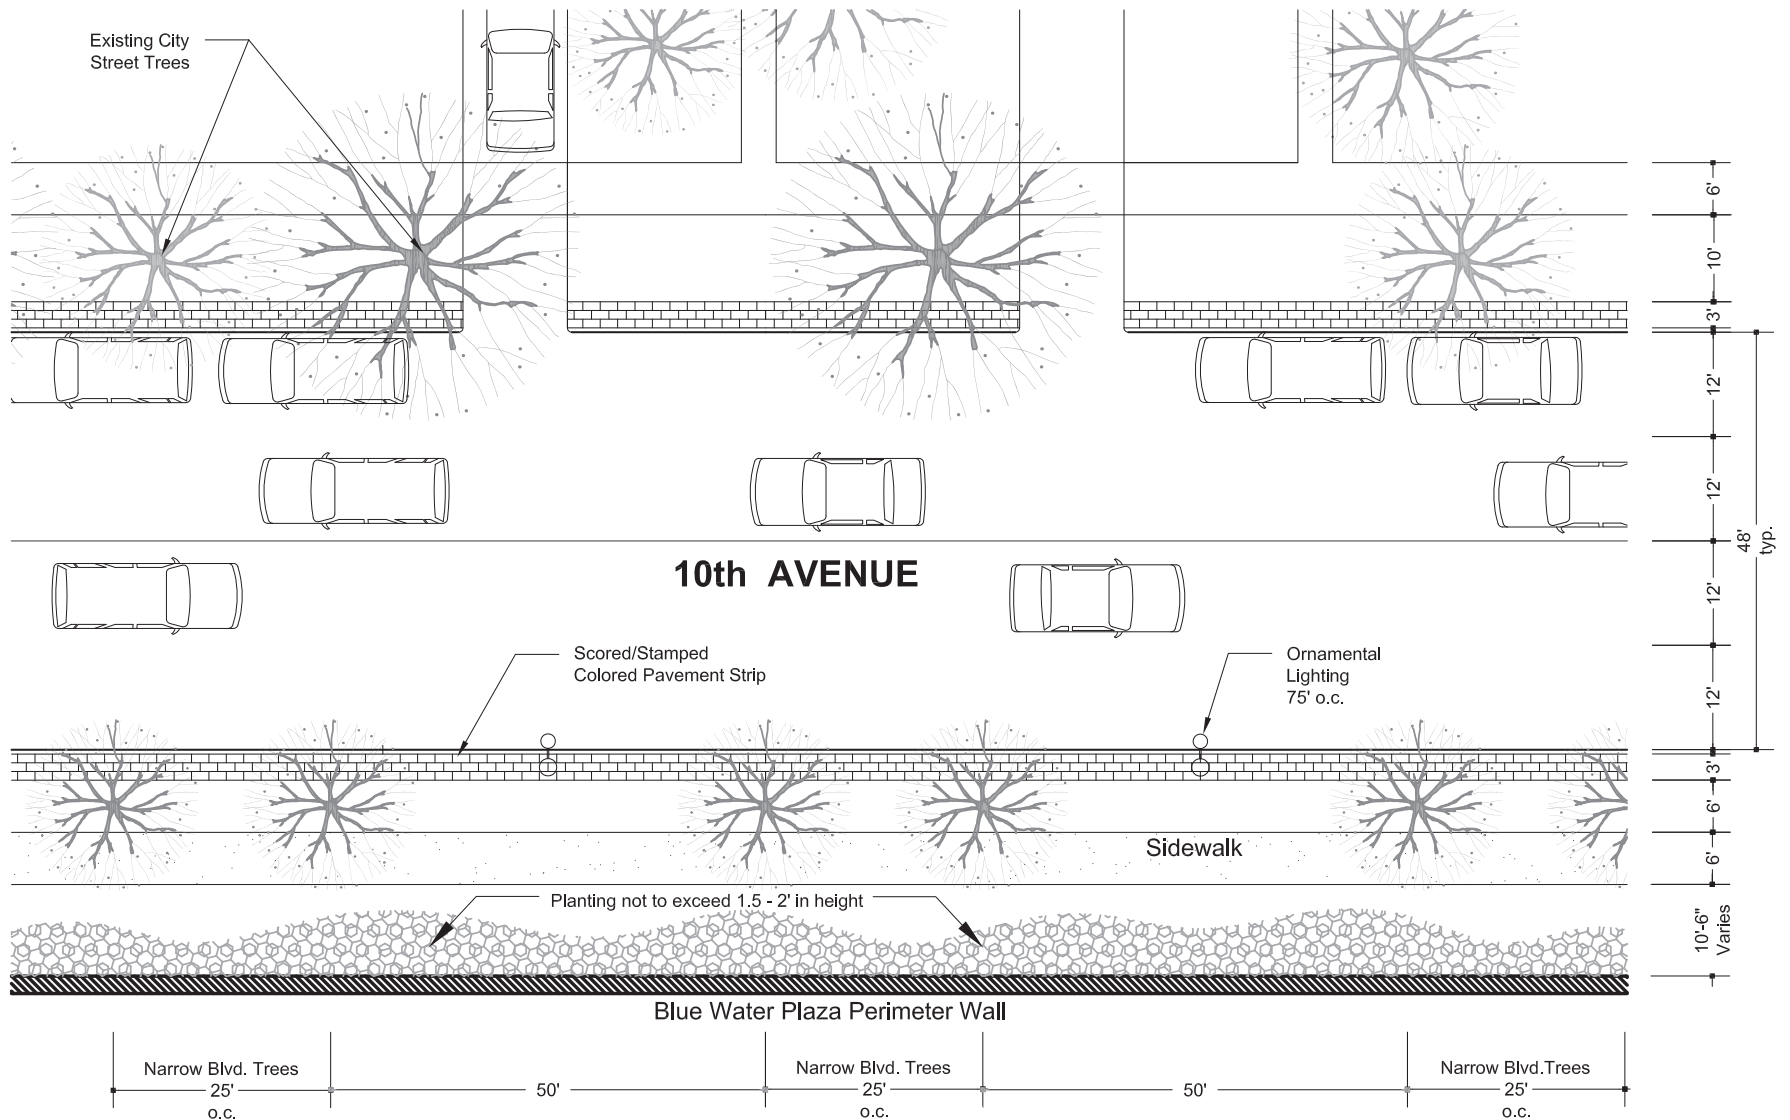 Existing City
Street Trees
6'
10'
3'
12'
12'
48'
typ.
10th AVENUE
12'
Scored/Stamped
Colored Pavement Strip
Ornamental
Lighting
75' o.c.
12'
3'
6'
Sidewalk
6'
Planting not to exceed 1.5 - 2' in height
10'-6"
Varies
Blue Water Plaza Perimeter Wall
Narrow Blvd. Trees
25'
o.c.
50'
Narrow Blvd. Trees
25'
o.c.
50'
Narrow Blvd.Trees
25'
o.c.